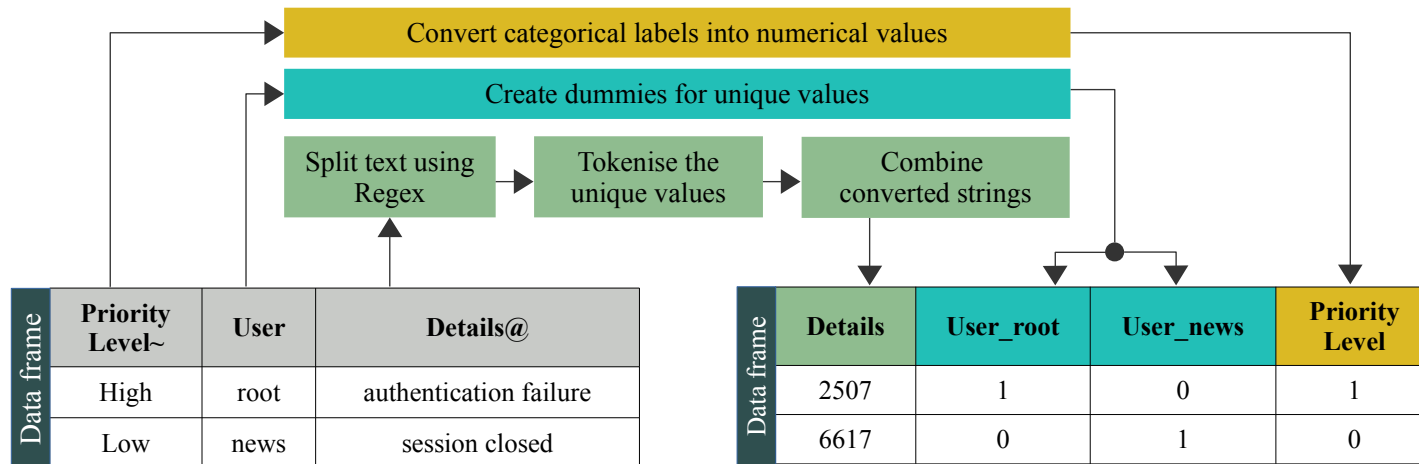 Convert categorical labels into numerical values
Create dummies for unique values
Split text using
Regex
Tokenise the
unique values
Combine
converted strings
Data frame
Priority
Level~
User
Details@
High
root
authentication failure
Low
news
session closed
Data frame
Details
User_root
User_news
Priority
Level
2507
1
0
1
6617
0
1
0